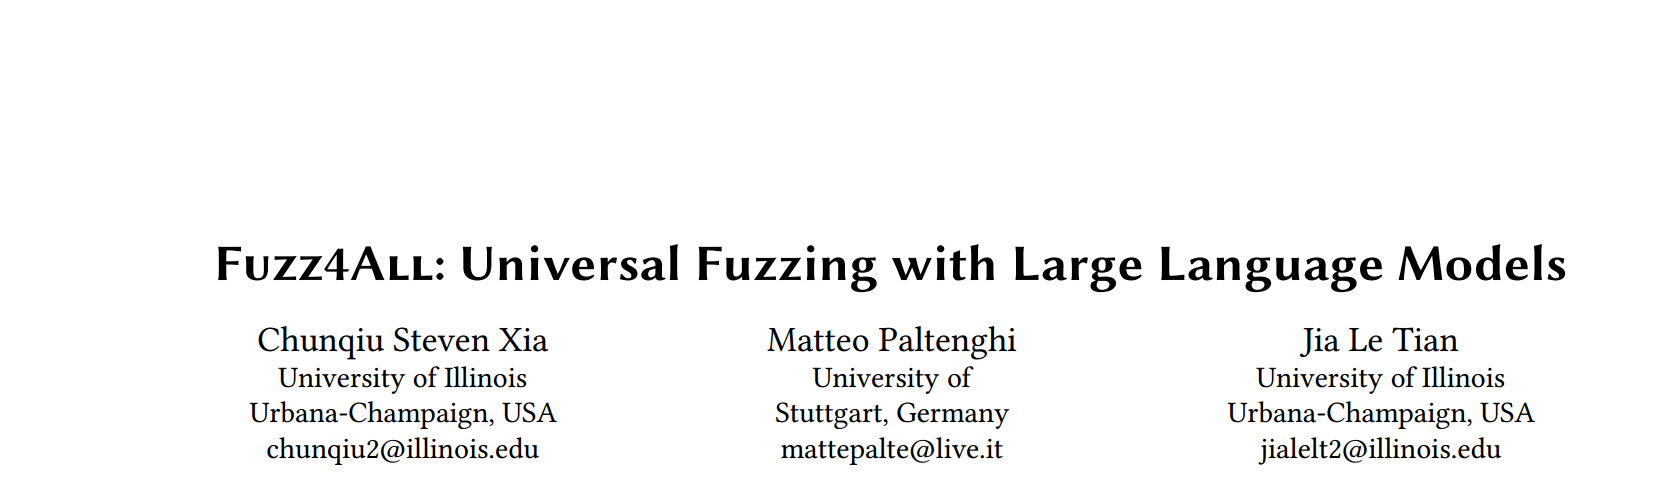 Fuzz4All: Universal Fuzzing with Large Language Models
Chunqiu Steven Xia
University of Illinois
Urbana-Champaign, USA
chunqiu2@illinois.edu
Matteo Paltenghi
University of
Stuttgart, Germany
mattepalte@live.it
Jia Le Tian
University of Illinois
Urbana-Champaign, USA
jialelt2@illinois.edu